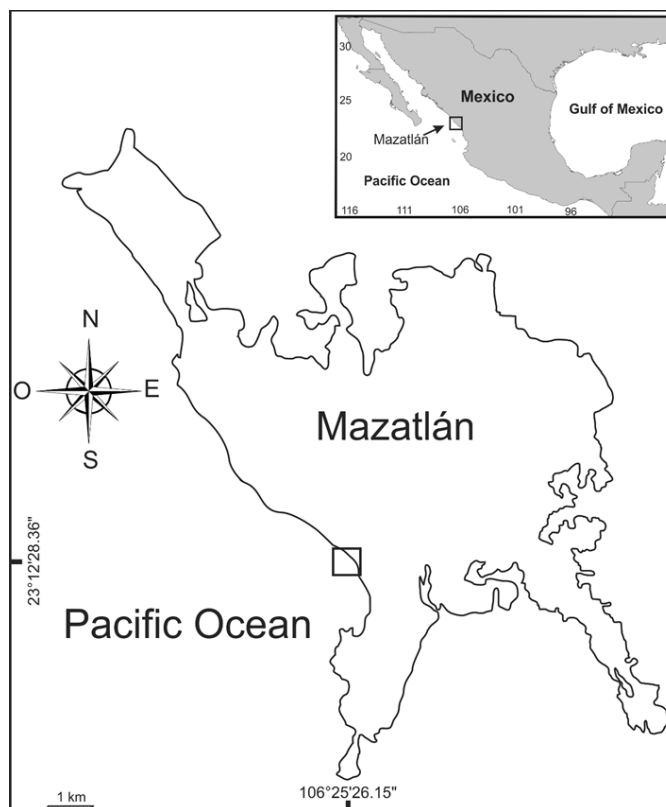 30
25
20
Mexico
Gulf of Mexico
Mazatlán
Pacific Ocean
116 111 106 101 96
N
O E
S
Mazatlán
23°12'28.36"
Pacific Ocean
1 km
106°25'26.15"